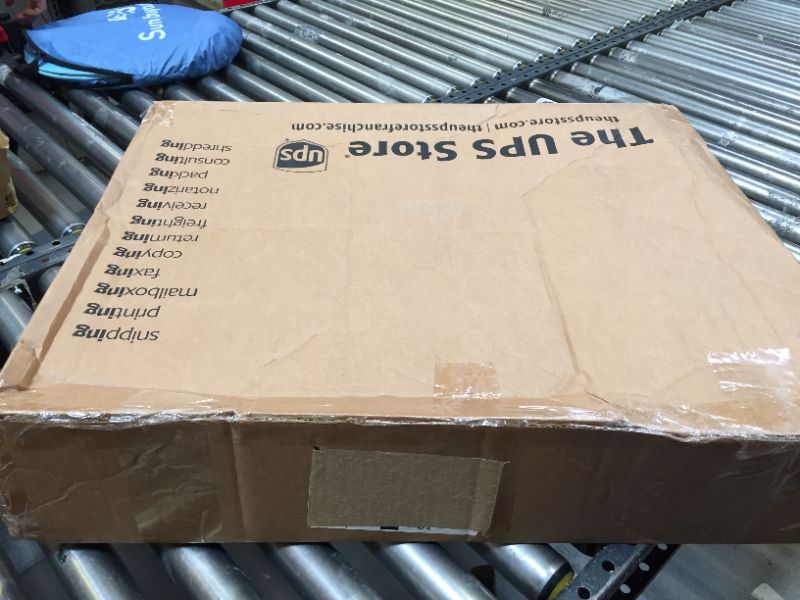 shipping
printing
mailboxing
faxing
copying
returning
freighting
receiving
notarizing
packing
consulting
shredding
ups The UPS Store®
theupsstore.com | theupsstorefranchise.com